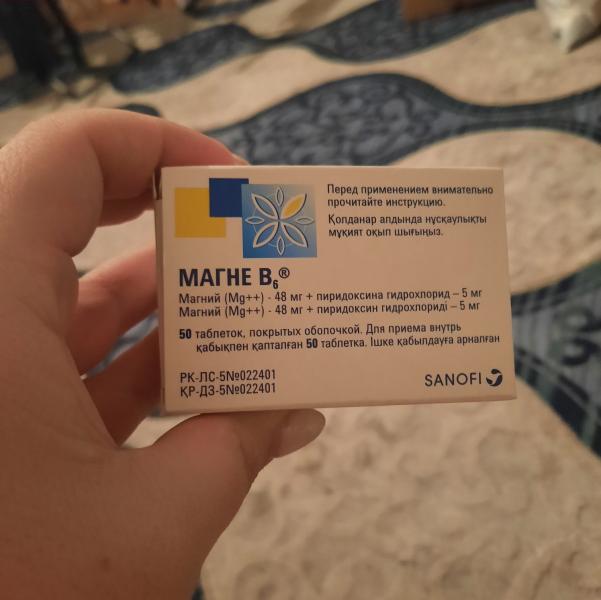 Перед применением внимательно
прочитайте инструкцию.
Қолданар алдында нұсқаулықты
мұқият оқып шығыңыз.
МАГНЕ В₆®
Магний (Mg++) - 48 мг + пиридоксина гидрохлорид – 5 мг
Магний (Mg++) - 48 мг + пиридоксин гидрохлориді – 5 мг
50 таблеток, покрытых оболочкой. Для приема внутрь
қабықпен қапталған 50 таблетка. Ішке қабылдауға арналған
РК-ЛС-5№022401
ҚР-ДЗ-5№022401
SANOFI